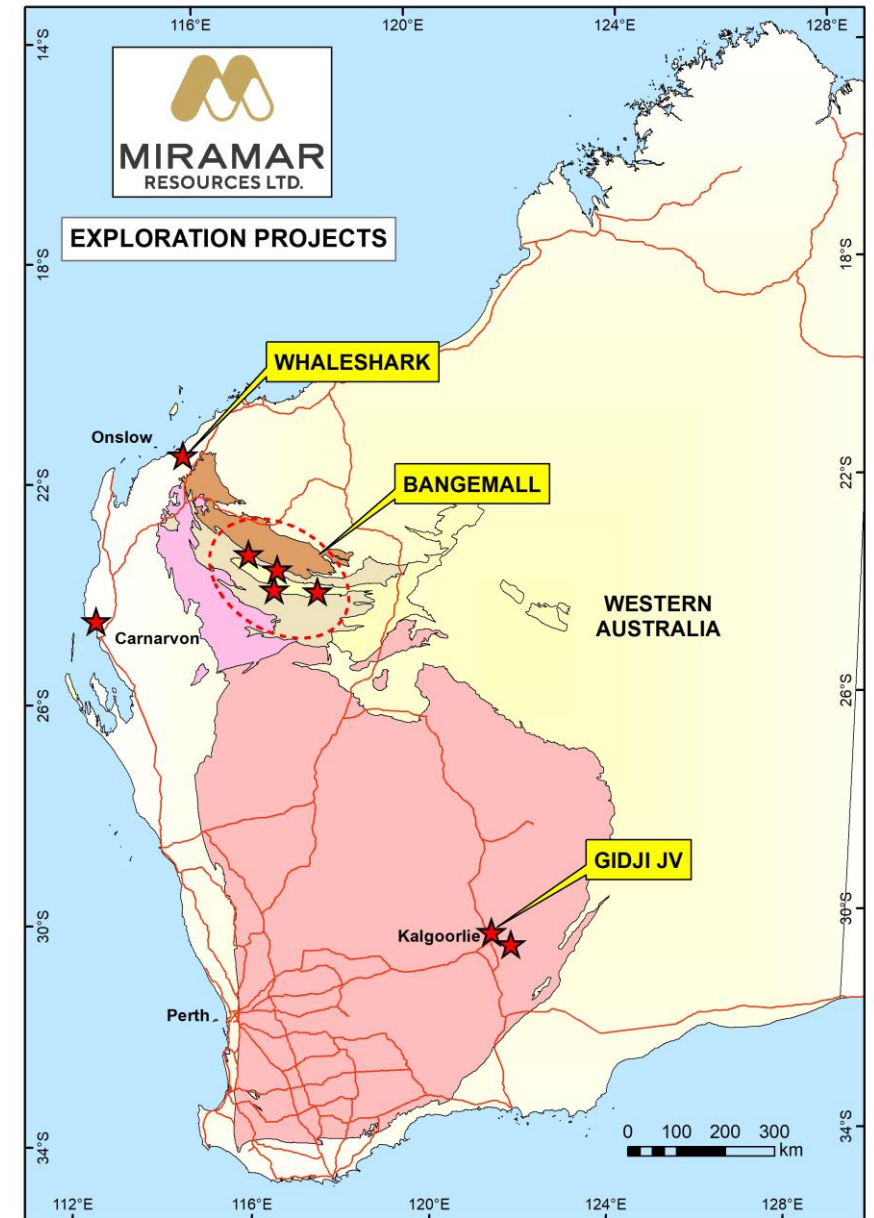 116°E
120°E
124°E
128°E
14°S
MIRAMAR
RESOURCES LTD.
EXPLORATION PROJECTS
18°S
18°S
WHALESHARK
Onslow
22°S
22°S
BANGEMALL
WESTERN
AUSTRALIA
Carnarvon
26°S
26°S
GIDJI JV
30°S
30°S
Kalgoorlie
Perth
0 100 200 300
km
34°S
34°S
112°E
116°E
120°E
124°E
128°E